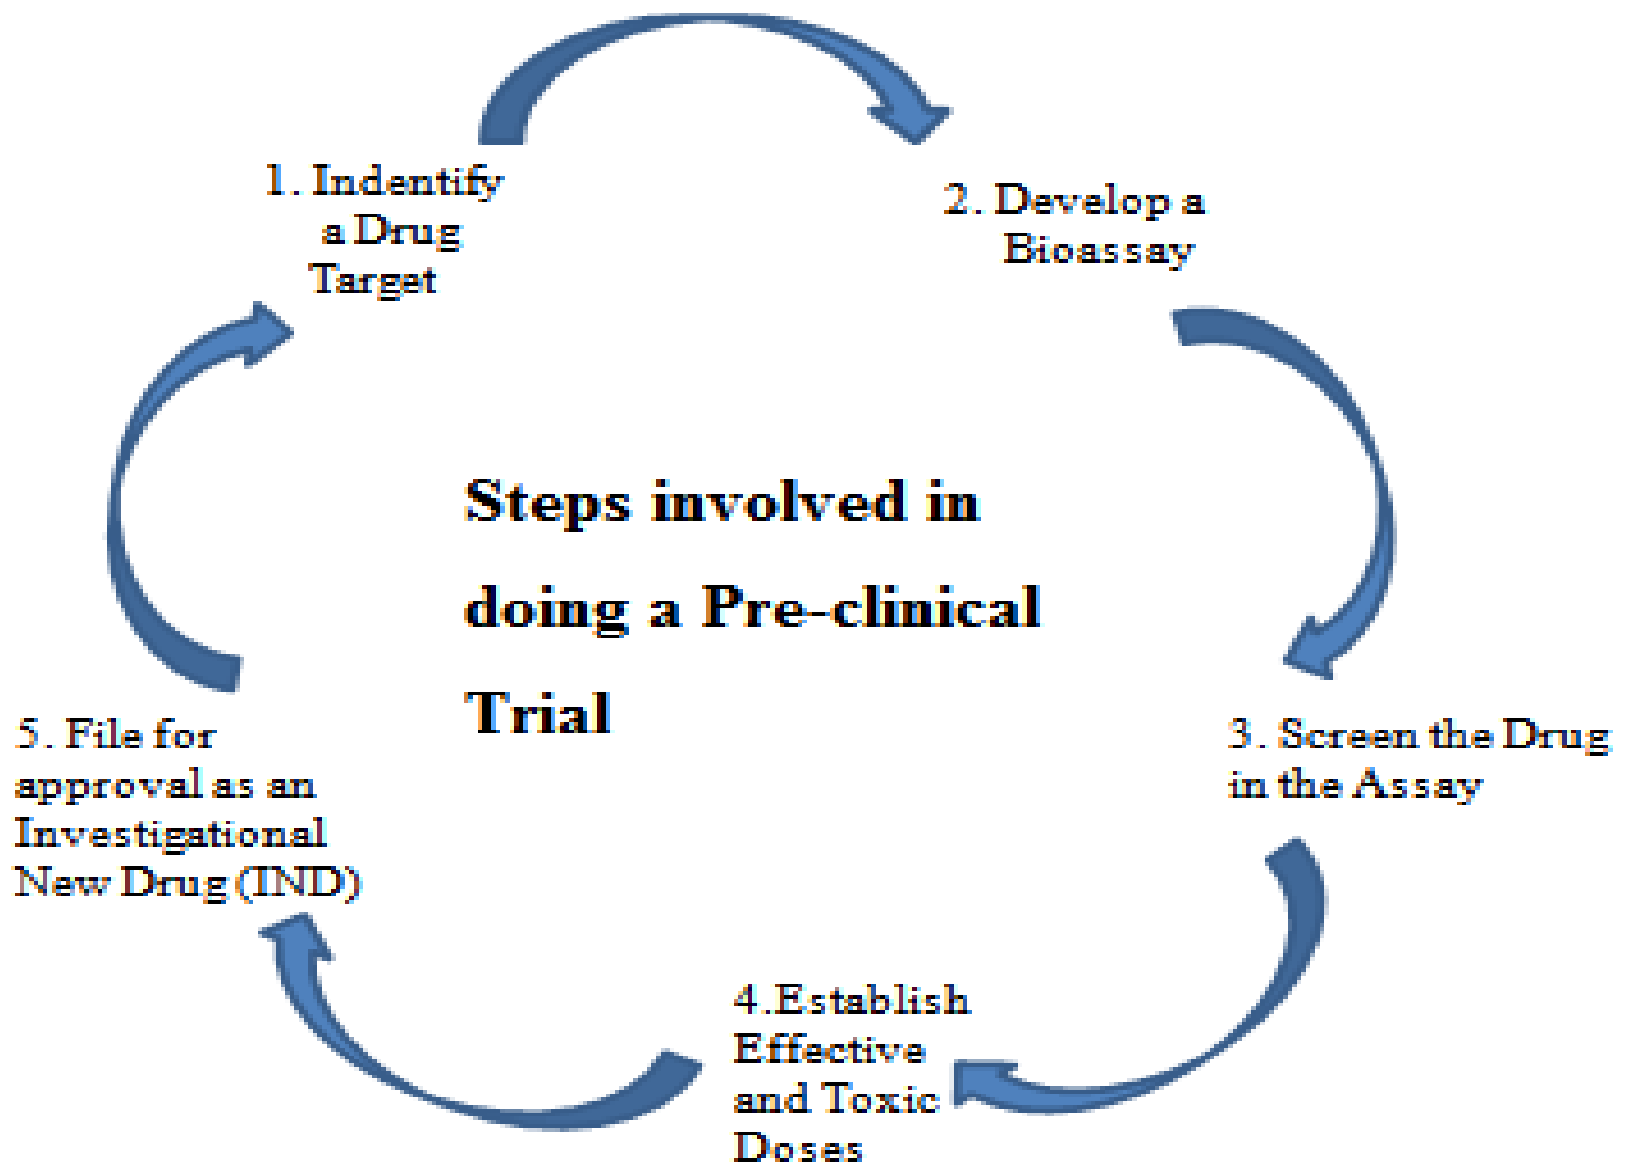 1. Indentify
a Drug
Target
2. Develop a
Bioassay
Steps involved in
doing a Pre-clinical
Trial
3. Screen the Drug
in the Assay
4.Establish
Effective
and Toxic
Doses
5. File for
approval as an
Investigational
New Drug (IND)